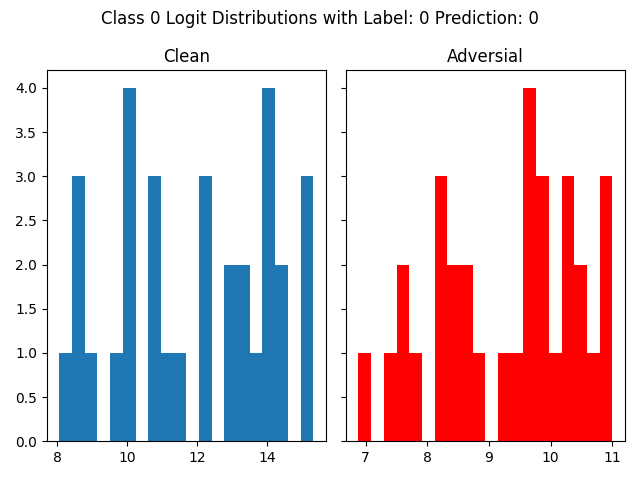 Class 0 Logit Distributions with Label: 0 Prediction: 0
Clean
Adversial
4.0
3.5
3.0
2.5
2.0
1.5
1.0
0.5
0.0
8 10 12 14
7 8 9 10 11